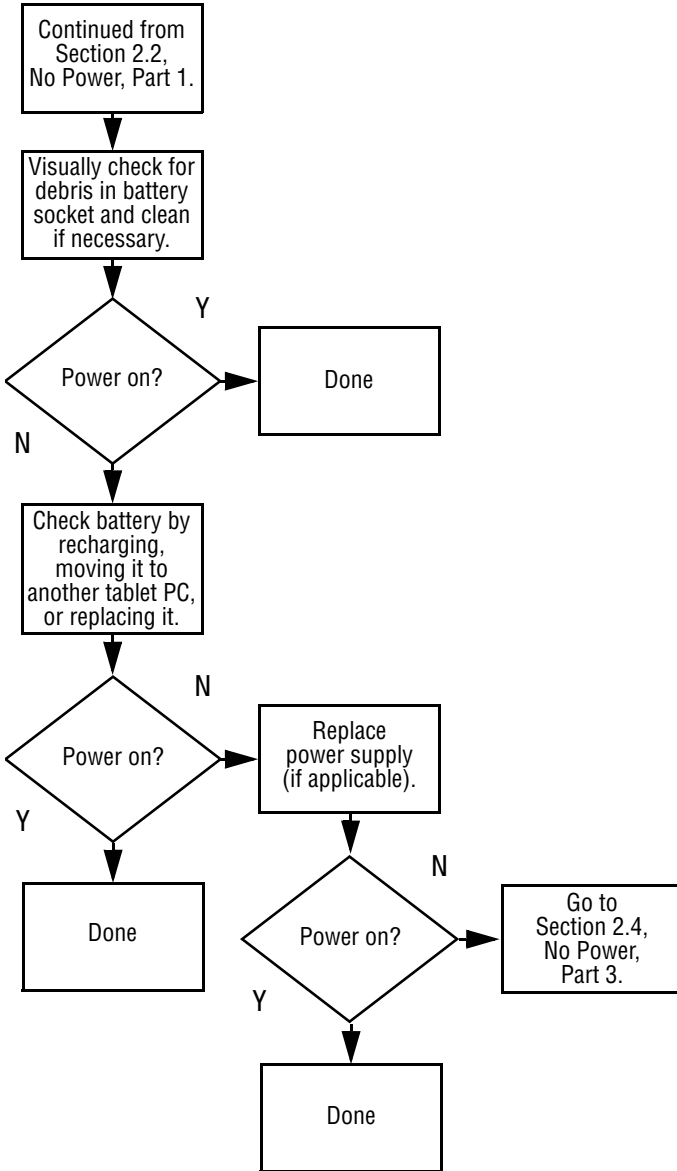 Continued from
Section 2.2,
No Power, Part 1.
Visually check for
debris in battery
socket and clean
if necessary.
Y
Power on?
Done
N
Check battery by
recharging,
moving it to
another tablet PC,
or replacing it.
N
Power on?
Replace
power supply
(if applicable).
Y
Done
N
Power on?
Go to
Section 2.4,
No Power,
Part 3.
Y
Done